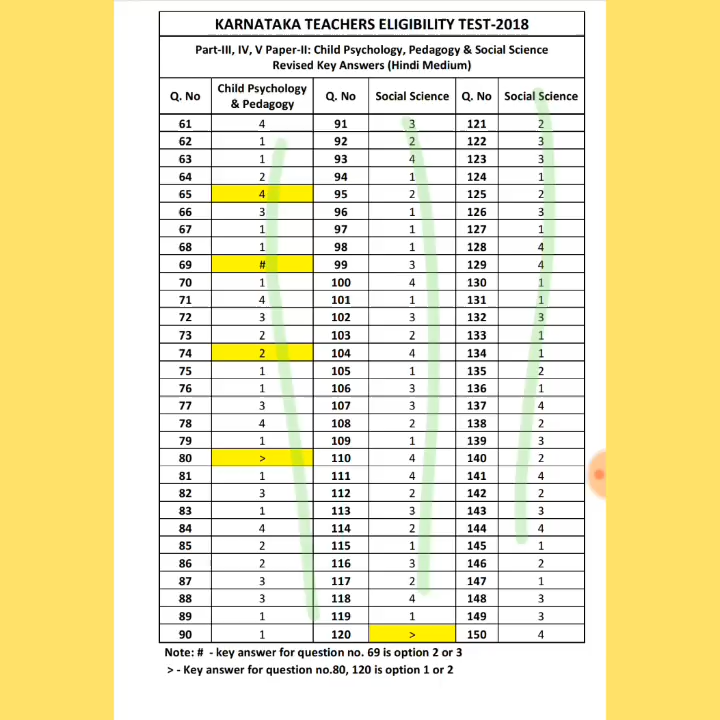 KARNATAKA TEACHERS ELIGIBILITY TEST-2018
Part-III, IV, V Paper-II: Child Psychology, Pedagogy & Social Science
Revised Key Answers (Hindi Medium)
Q. No Child Psychology & Pedagogy Q. No Social Science Q. No Social Science
61 4 91 3 121 2
62 1 92 2 122 3
63 1 93 4 123 3
64 2 94 1 124 1
65 4 95 2 125 2
66 3 96 1 126 3
67 1 97 1 127 1
68 1 98 1 128 4
69 # 99 3 129 4
70 1 100 4 130 1
71 4 101 1 131 1
72 3 102 3 132 3
73 2 103 2 133 1
74 2 104 4 134 1
75 1 105 1 135 2
76 1 106 3 136 1
77 3 107 3 137 4
78 4 108 2 138 2
79 1 109 1 139 3
80 > 110 4 140 2
81 1 111 4 141 4
82 3 112 2 142 2
83 1 113 3 143 3
84 4 114 2 144 4
85 2 115 1 145 1
86 2 116 3 146 2
87 3 117 2 147 1
88 3 118 4 148 3
89 1 119 1 149 3
90 1 120 > 150 4
Note: # - key answer for question no. 69 is option 2 or 3
> - Key answer for question no.80, 120 is option 1 or 2